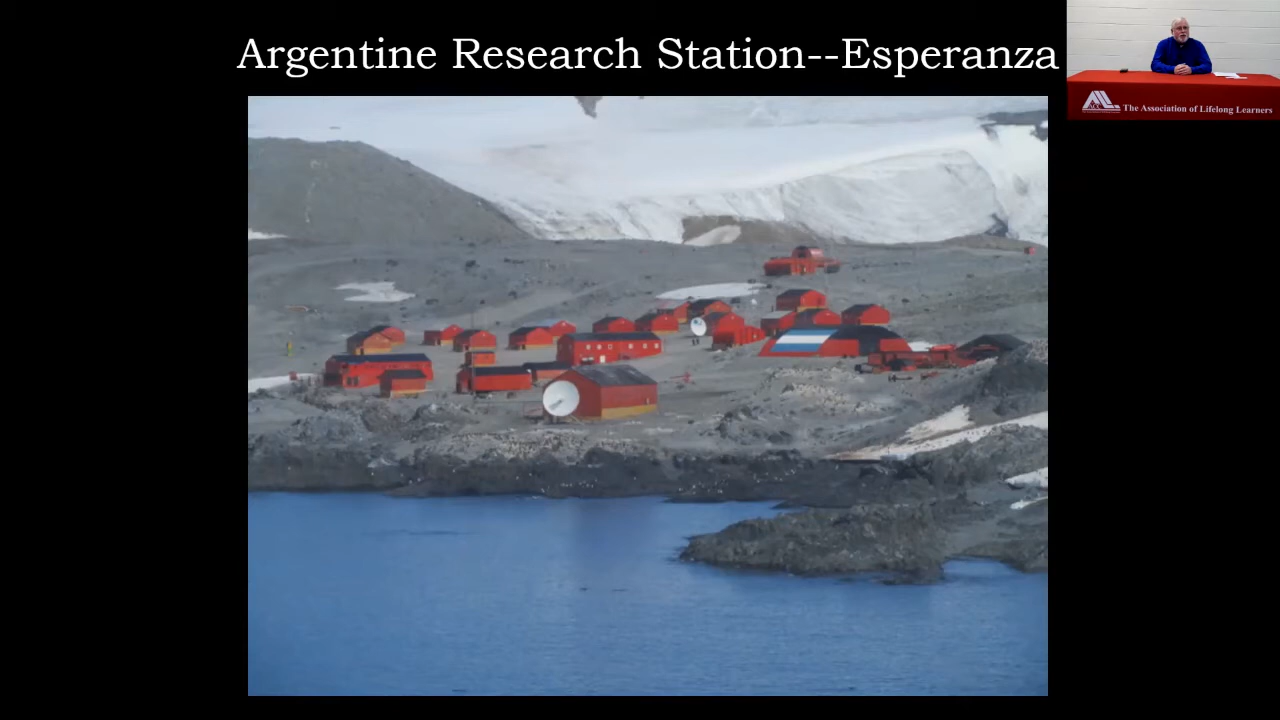 Argentine Research Station--Esperanza
The Association of Lifelong Learners